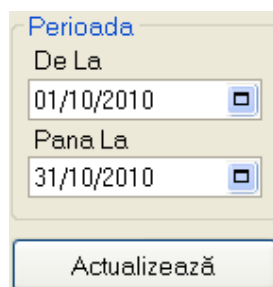 Perioada
De La
01/10/2010
Pana La
31/10/2010
Actualizează